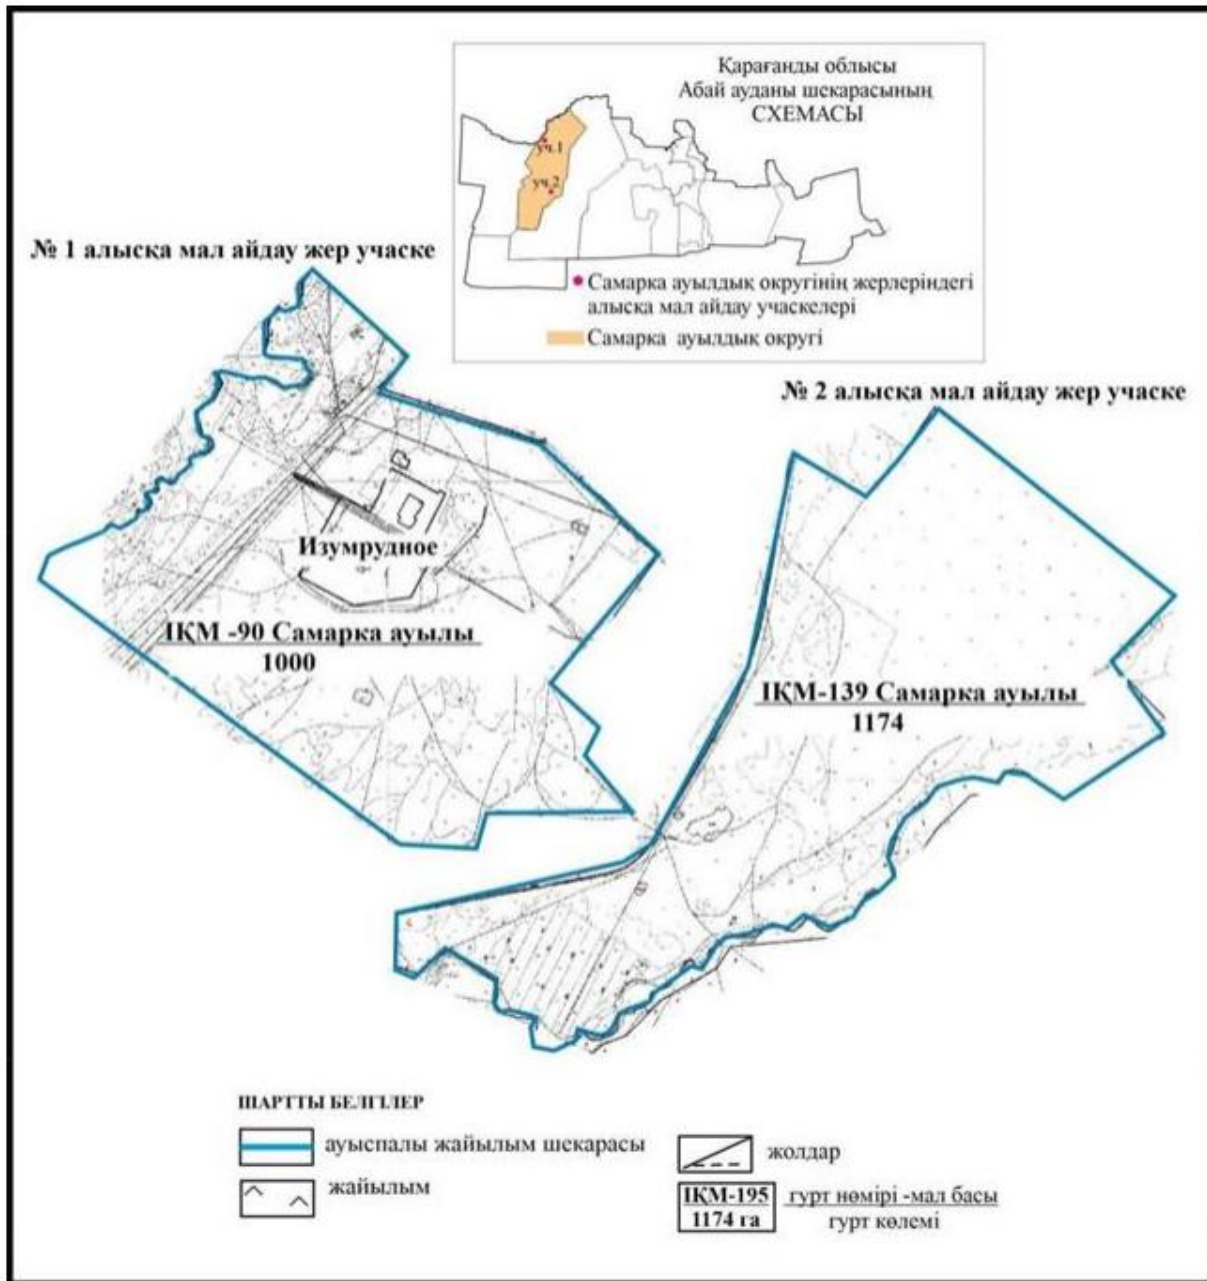 Қарағанды облысы
Абай ауданы шекарасының
СХЕМАСЫ
уч.1
уч.2
Самарка ауылдық округінің жерлеріндегі
алысқа мал айдау учаскелері
Самарка ауылдық округі
№ 1 алысқа мал айдау жер учаске
№ 2 алысқа мал айдау жер учаске
Изумрудное
ІҚМ -90 Самарка ауылы
1000
ІҚМ-139 Самарка ауылы
1174
ШАРТТЫ БЕЛГІЛЕР
ауыспалы жайылым шекарасы
жайылым
жолдар
ІҚМ-195
1174 га
гурт нөмірі -мал басы
гурт көлемі